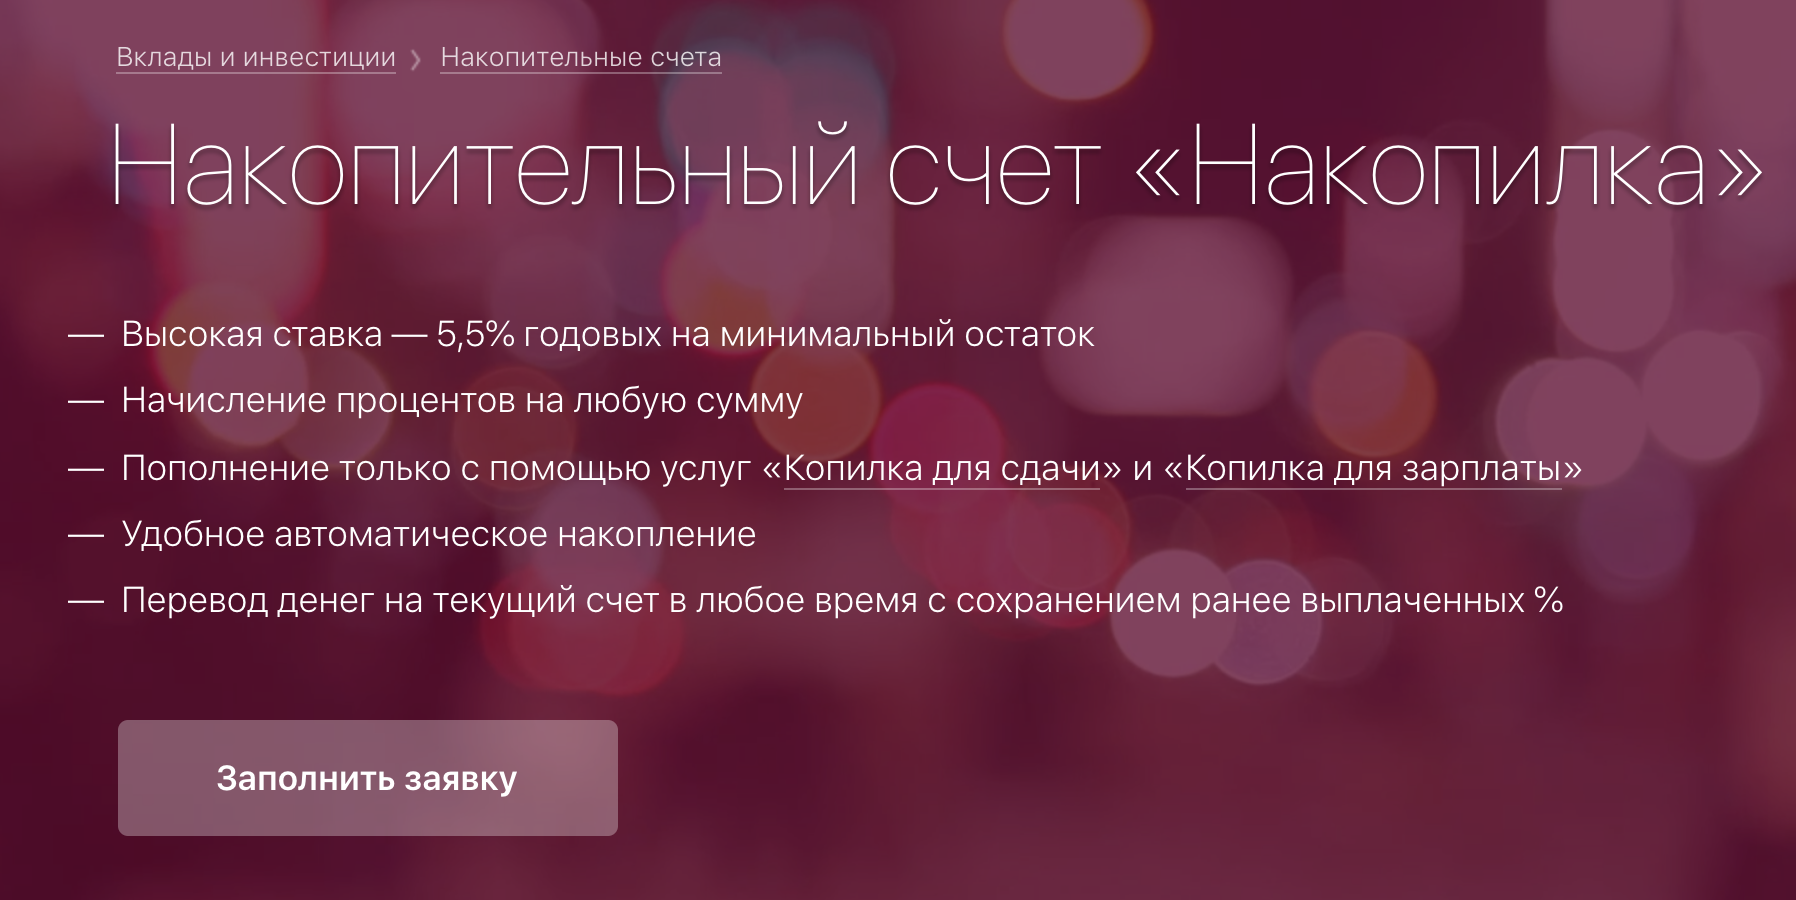 Вклады и инвестиции › Накопительные счета
Накопительный счет «Накопилка»
— Высокая ставка — 5,5% годовых на минимальный остаток
— Начисление процентов на любую сумму
— Пополнение только с помощью услуг «Копилка для сдачи» и «Копилка для зарплаты»
— Удобное автоматическое накопление
— Перевод денег на текущий счет в любое время с сохранением ранее выплаченных %
Заполнить заявку